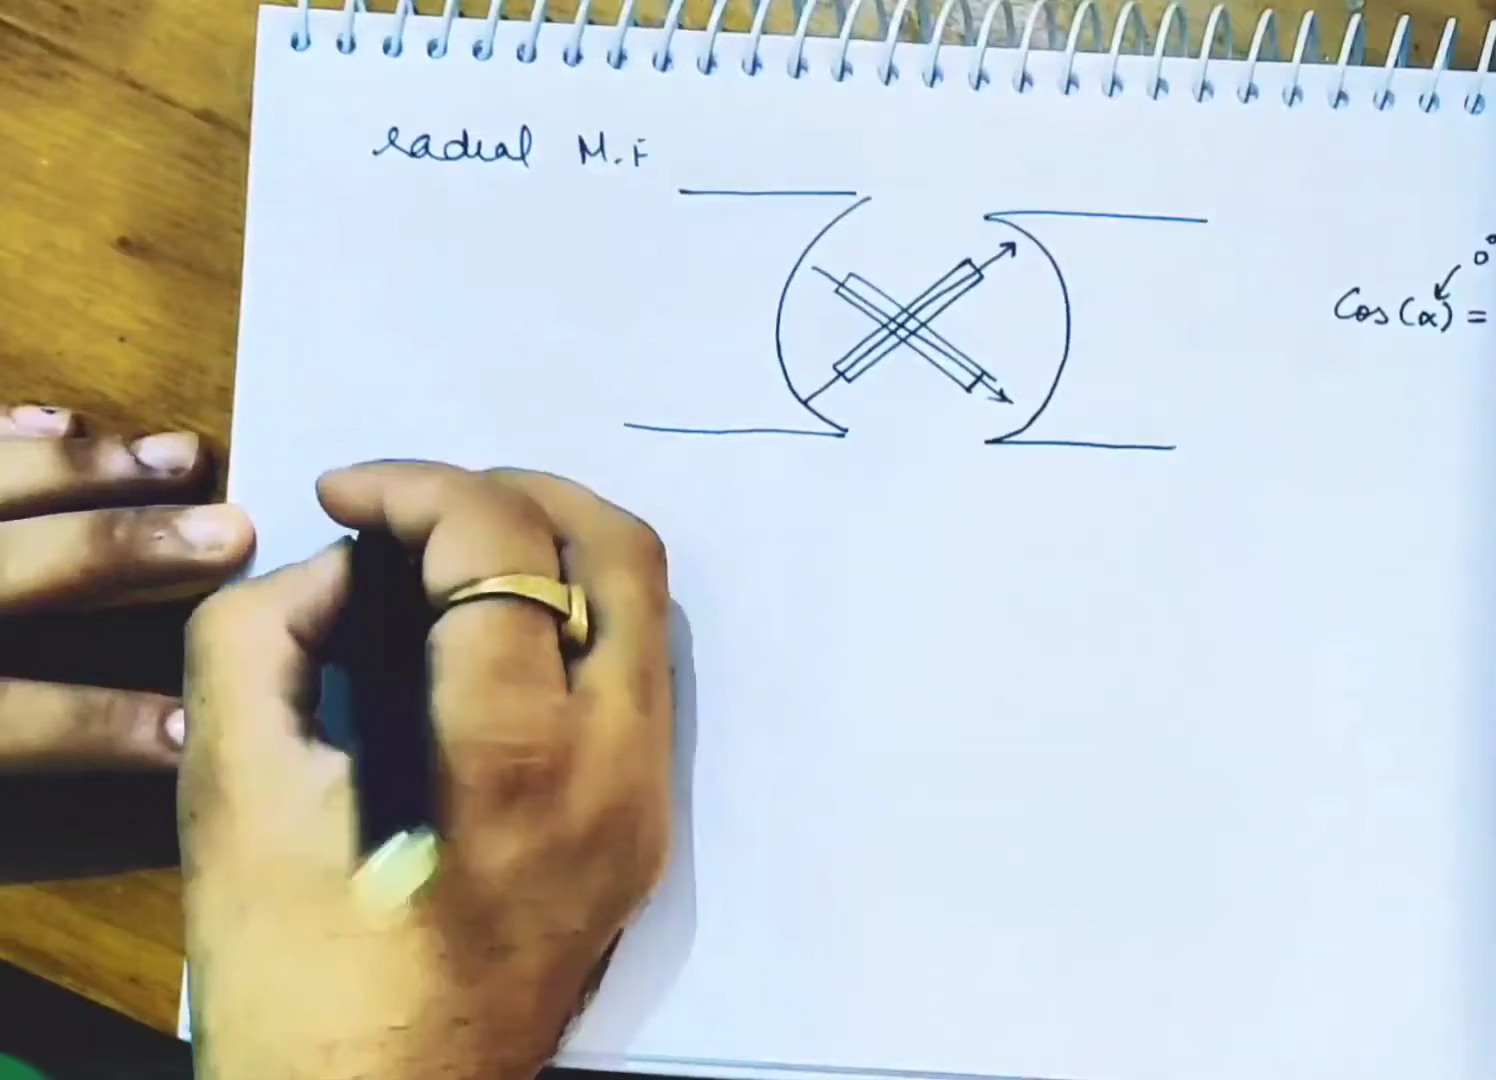 radial M.F
0°
Cos(α) =